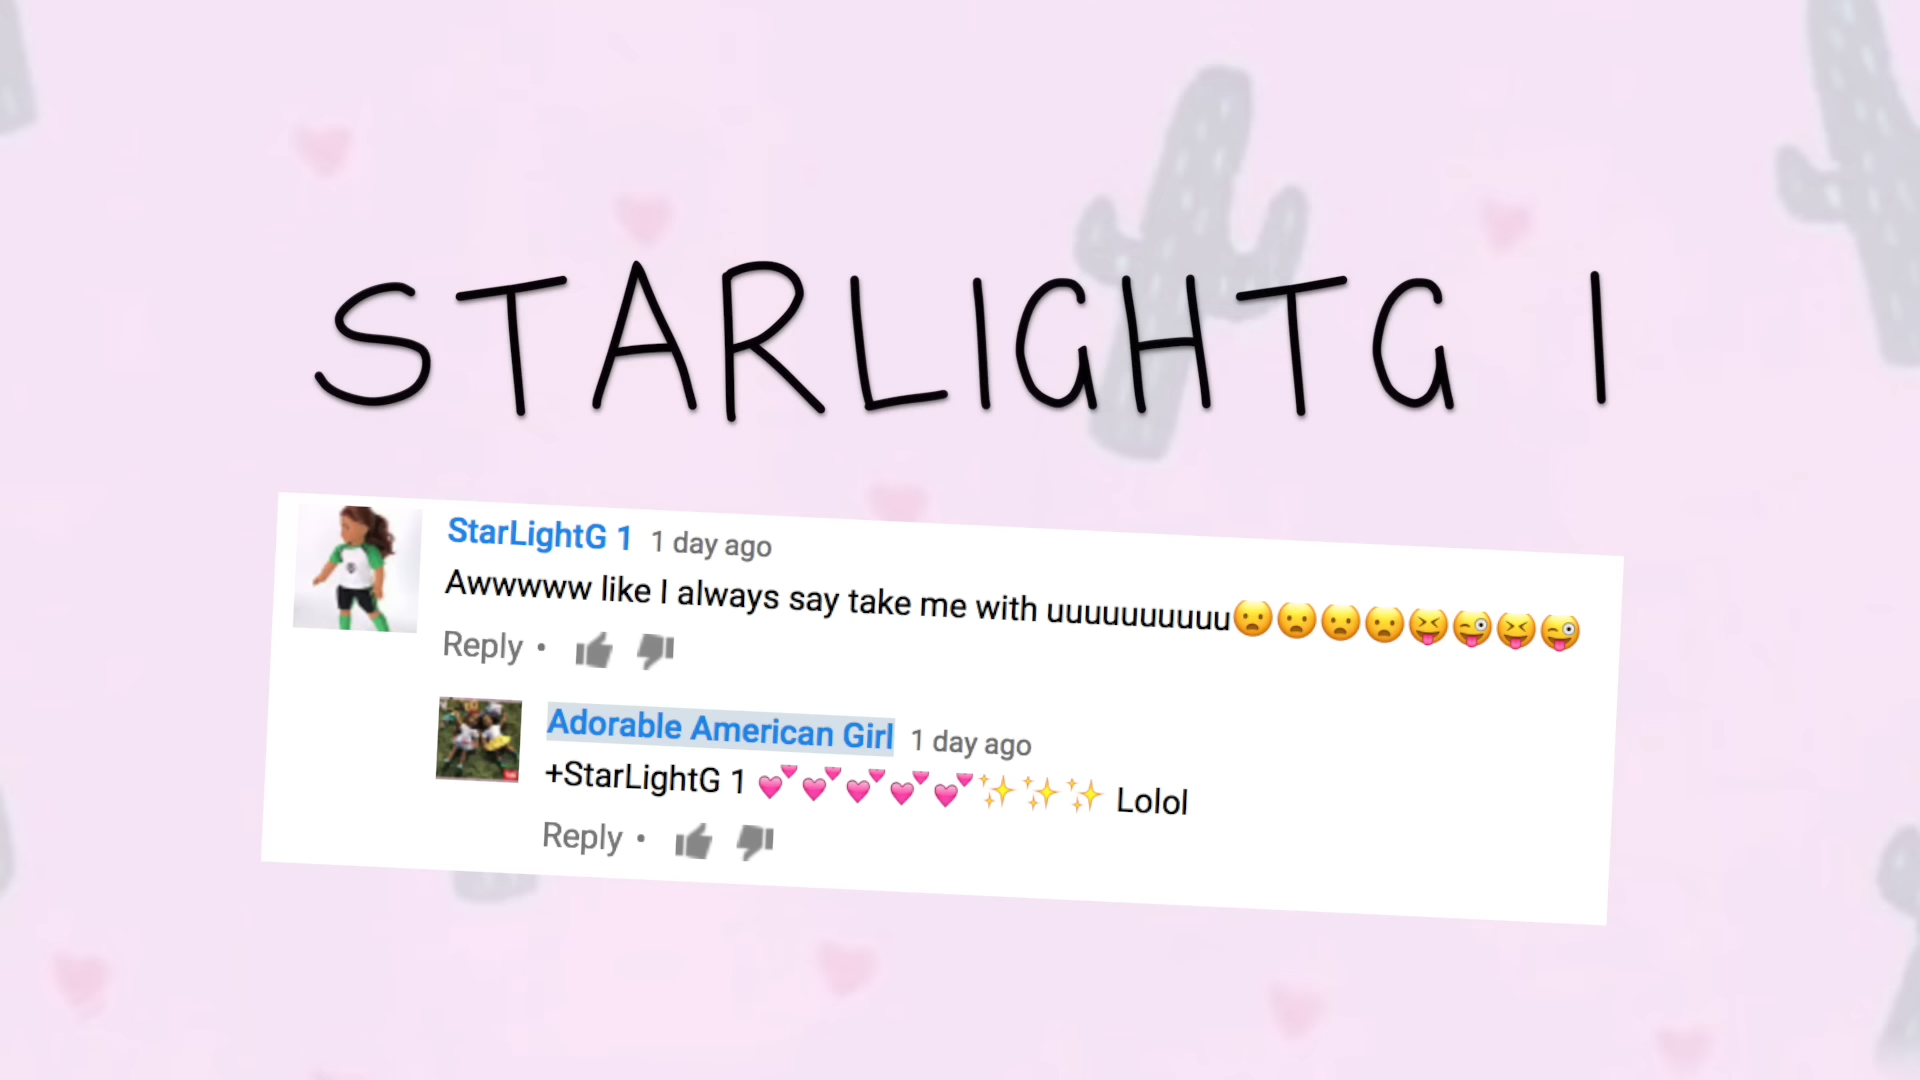 STARLIGHTG 1
StarLightG 1 1 day ago
Awwwww like I always say take me with uuuuuuuuuu😦😦😦😦😝😜😝😜
Reply •
Adorable American Girl 1 day ago
+StarLightG 1 💕💕💕💕💕✨✨✨ Lolol
Reply •